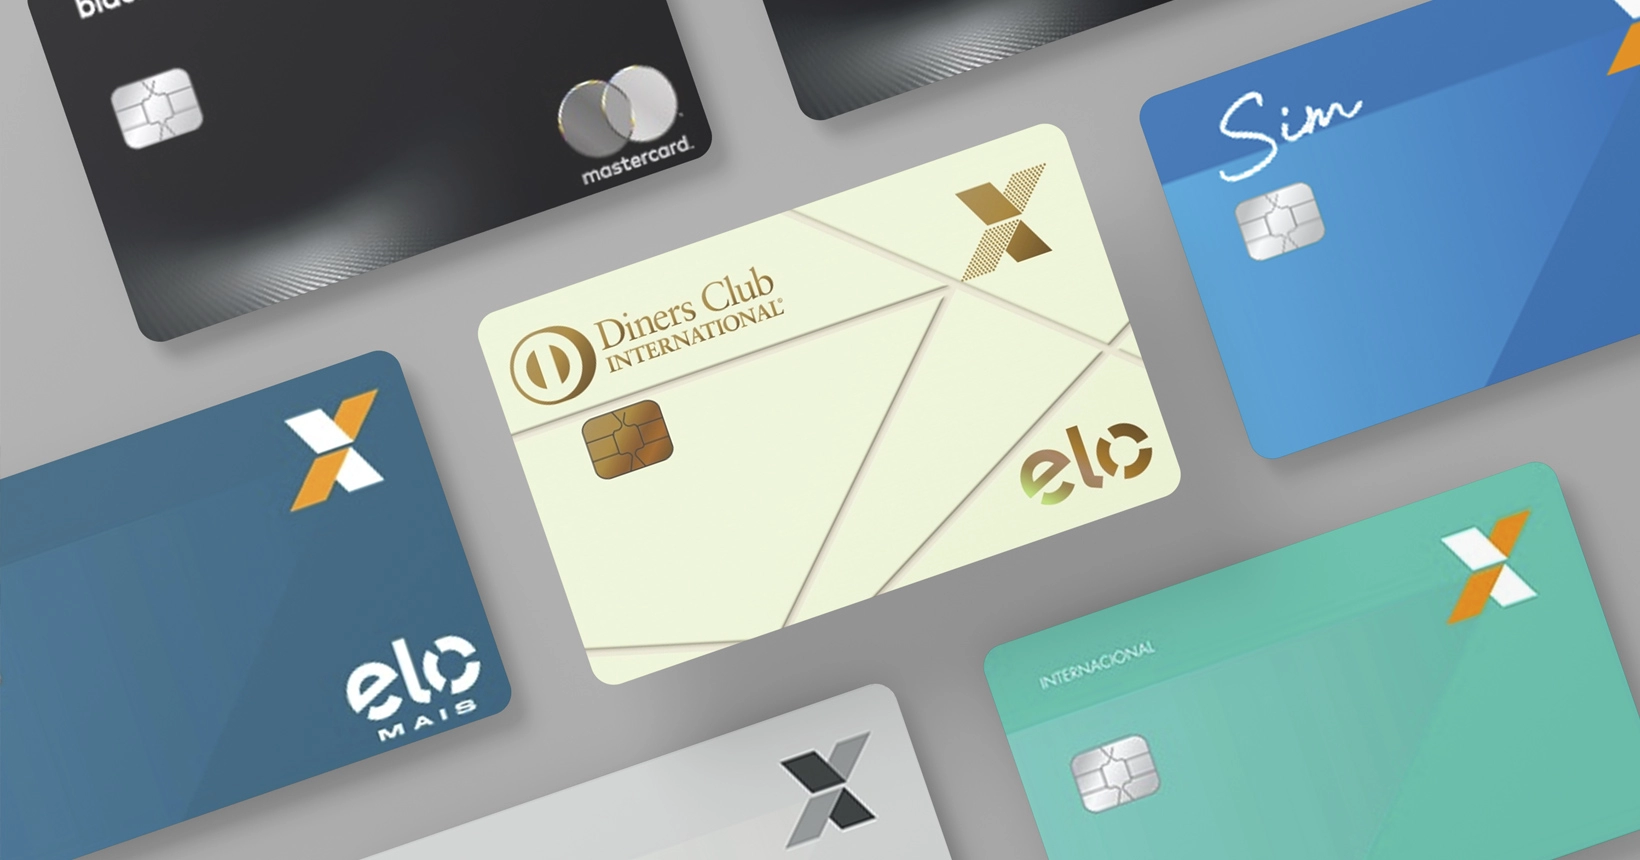 mastercard.
Sim
Diners Club
INTERNATIONAL®
elo
elo
MAIS
INTERNACIONAL